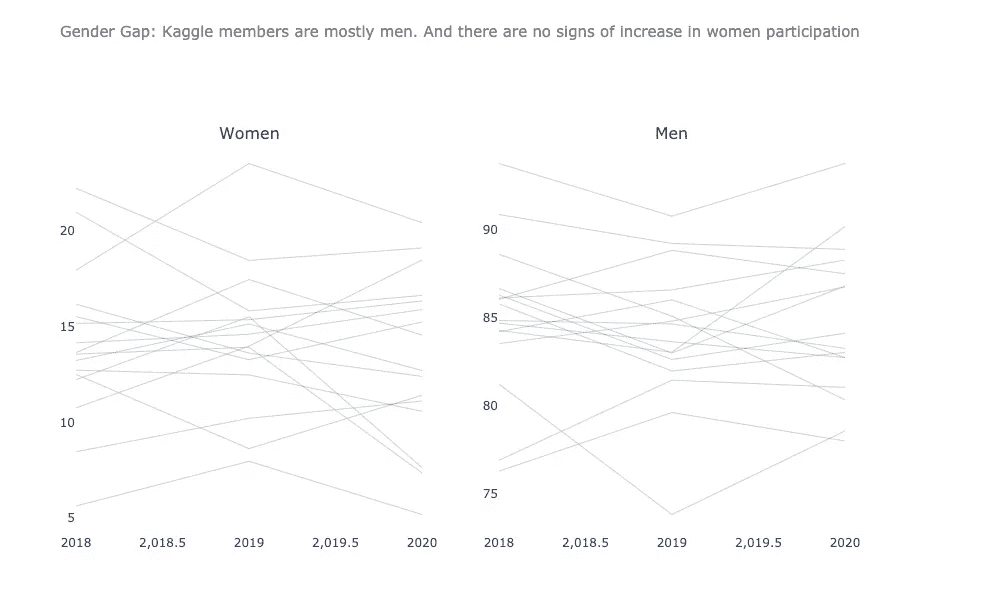 Gender Gap: Kaggle members are mostly men. And there are no signs of increase in women participation
Women
Men
20
15
10
5
90
85
80
75
2018 2,018.5 2019 2,019.5 2020
2018 2,018.5 2019 2,019.5 2020